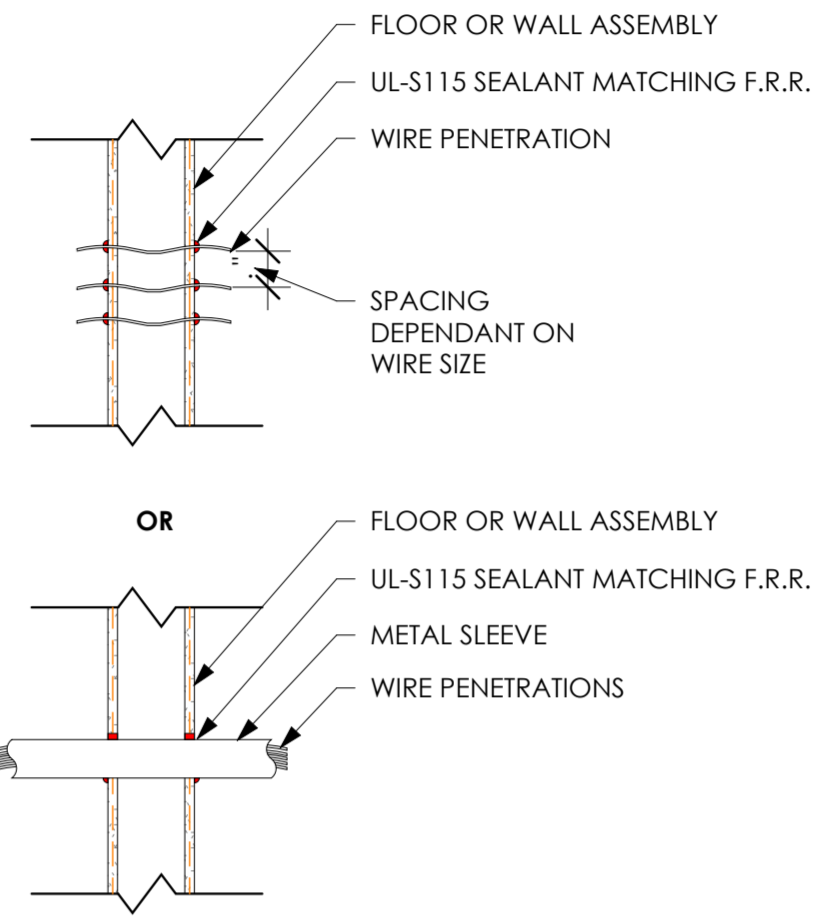 FLOOR OR WALL ASSEMBLY
UL-S115 SEALANT MATCHING F.R.R.
WIRE PENETRATION
SPACING
DEPENDANT ON
WIRE SIZE
OR
FLOOR OR WALL ASSEMBLY
UL-S115 SEALANT MATCHING F.R.R.
METAL SLEEVE
WIRE PENETRATIONS